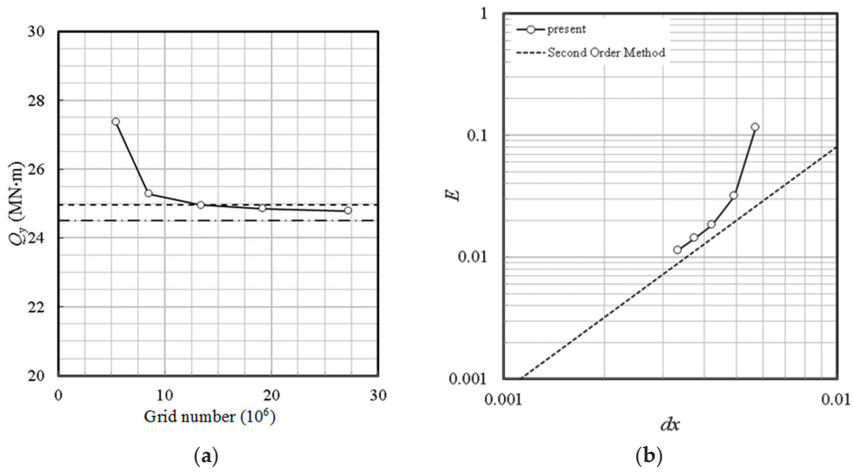 30
28
26
24
22
20
Qy (MN·m)
0 10 20 30
Grid number (10⁶)
(a)
1
0.1
0.01
0.001
E
present
Second Order Method
0.001 0.01
dx
(b)